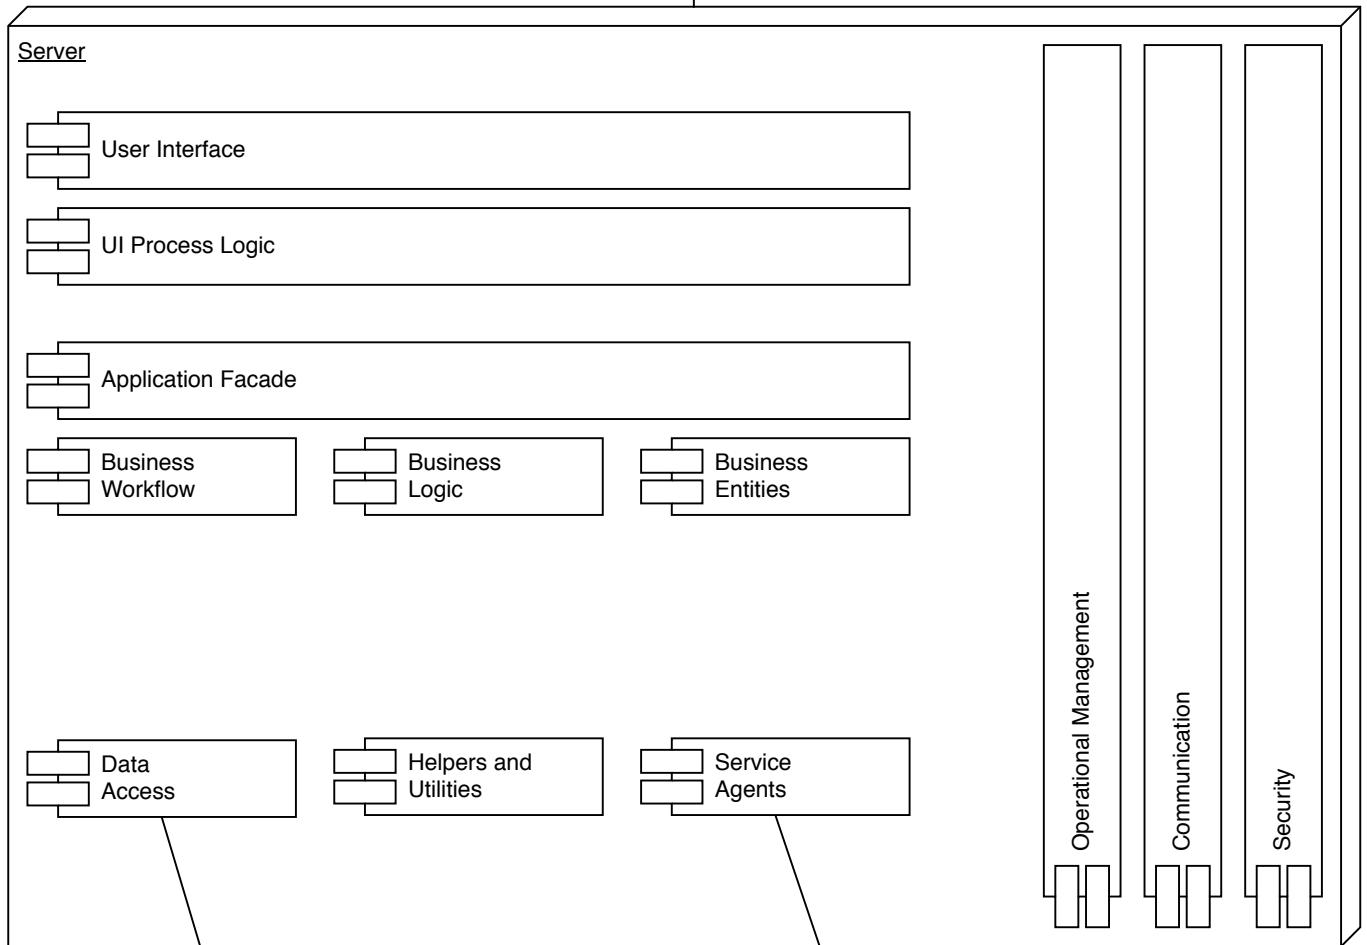 Server
User Interface
UI Process Logic
Application Facade
Business
Workflow
Business
Logic
Business
Entities
Data
Access
Helpers and
Utilities
Service
Agents
Operational Management
Communication
Security